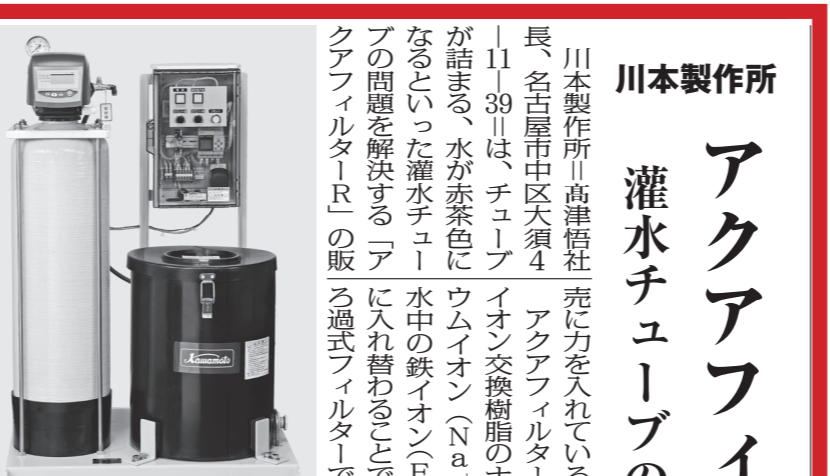 川本製作所
アクアフィ
灌水チューブの
川本製作所=髙津悟社
長、名古屋市中区大須4
―11―39=は、チューブ
が詰まる、水が赤茶色に
なるといった灌水チュー
ブの問題を解決する「ア
クアフィルターR」の販
売に力を入れている
アクアフィルター
イオン交換樹脂のナ
ウムイオン(Na
水中の鉄イオン(F
に入れ替わることで
ろ過式フィルターで
Kawamoto